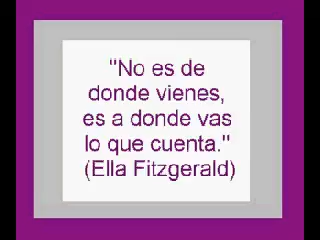 "No es de
donde vienes,
es a donde vas
lo que cuenta."
(Ella Fitzgerald)